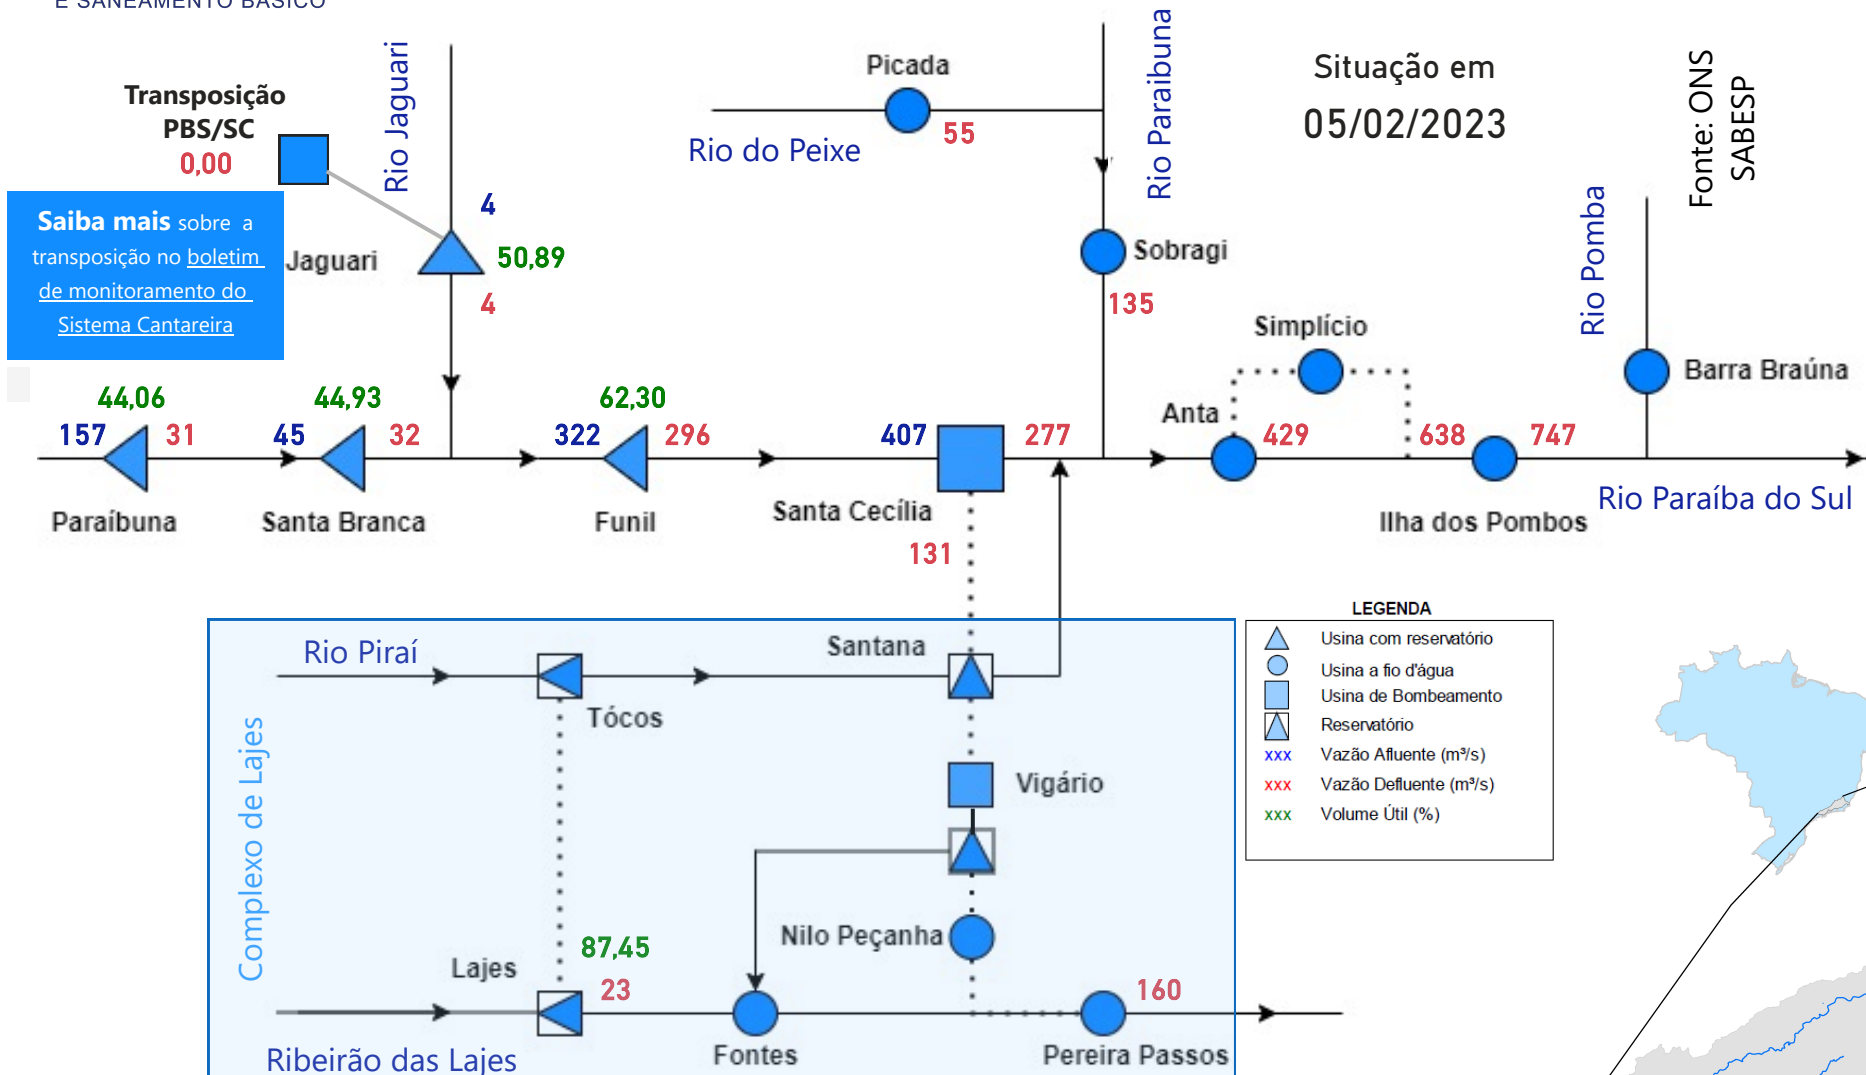 E SANEAMENTO BÁSICO
Transposição
PBS/SC
0,00
Saiba mais sobre a
transposição no boletim
de monitoramento do
Sistema Cantareira
Rio Jaguari
4
50,89
Jaguari
4
Picada
55
Rio do Peixe
Rio Paraibuna
Situação em
05/02/2023
Fonte: ONS
SABESP
Sobragi
135
Rio Pomba
Simplício
Barra Braúna
44,06
157
31
Paraíbuna
44,93
45
32
Santa Branca
62,30
322
296
Funil
407
277
Santa Cecília
131
Anta
429
638
747
Ilha dos Pombos
Rio Paraíba do Sul
Complexo de Lajes
Rio Piraí
Tócos
Santana
Vigário
Nilo Peçanha
87,45
Lajes
23
160
Ribeirão das Lajes
Fontes
Pereira Passos
LEGENDA
Usina com reservatório
Usina a fio d'água
Usina de Bombeamento
Reservatório
xxx Vazão Afluente (m³/s)
xxx Vazão Defluente (m³/s)
xxx Volume Útil (%)